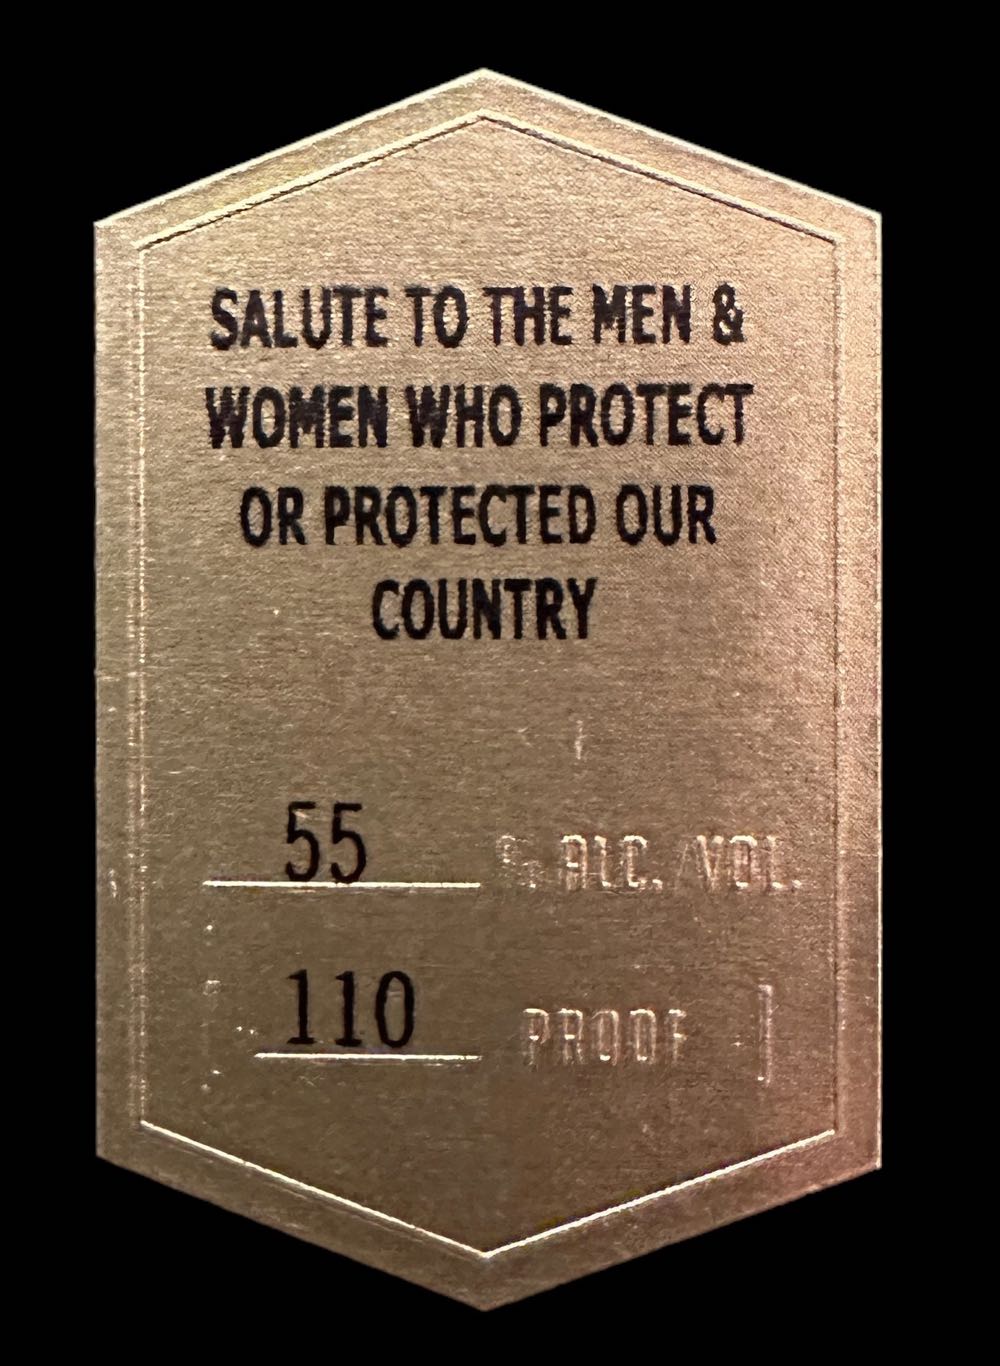 SALUTE TO THE MEN &
WOMEN WHO PROTECT
OR PROTECTED OUR
COUNTRY
55 % ALC./VOL.
110 PROOF